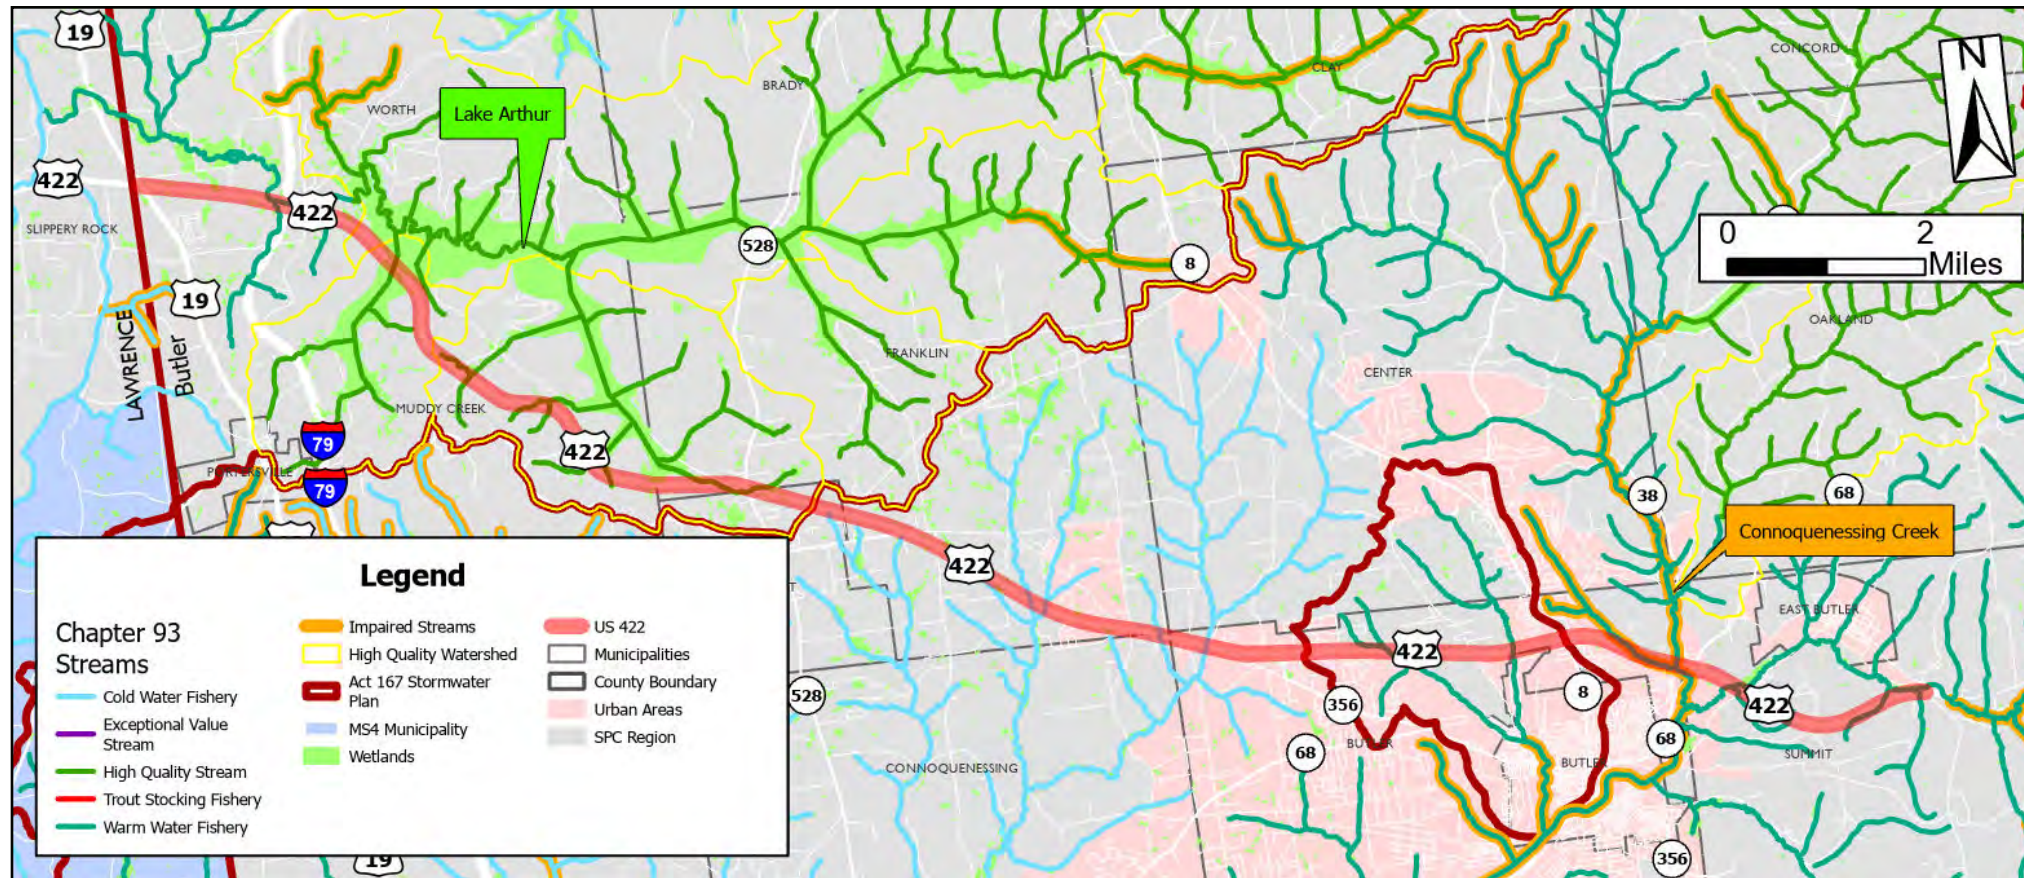 19
CONCORD
N
BRADY
CLAY
WORTH
Lake Arthur
422
422
SLIPPERY ROCK
528
8
0 2
Miles
19
LAWRENCE
Butler
OAKLAND
FRANKLIN
CENTER
MUDDY CREEK
79
422
PORTERSVILLE
79
38
68
Connoquenessing Creek
422
EAST BUTLER
422
528
356
8
422
68
BUTLER
68
BUTLER
SUMMIT
CONNOQUENESSING
356
19
Legend
Chapter 93
Streams
Cold Water Fishery
Exceptional Value
Stream
High Quality Stream
Trout Stocking Fishery
Warm Water Fishery
Impaired Streams
High Quality Watershed
Act 167 Stormwater
Plan
MS4 Municipality
Wetlands
US 422
Municipalities
County Boundary
Urban Areas
SPC Region